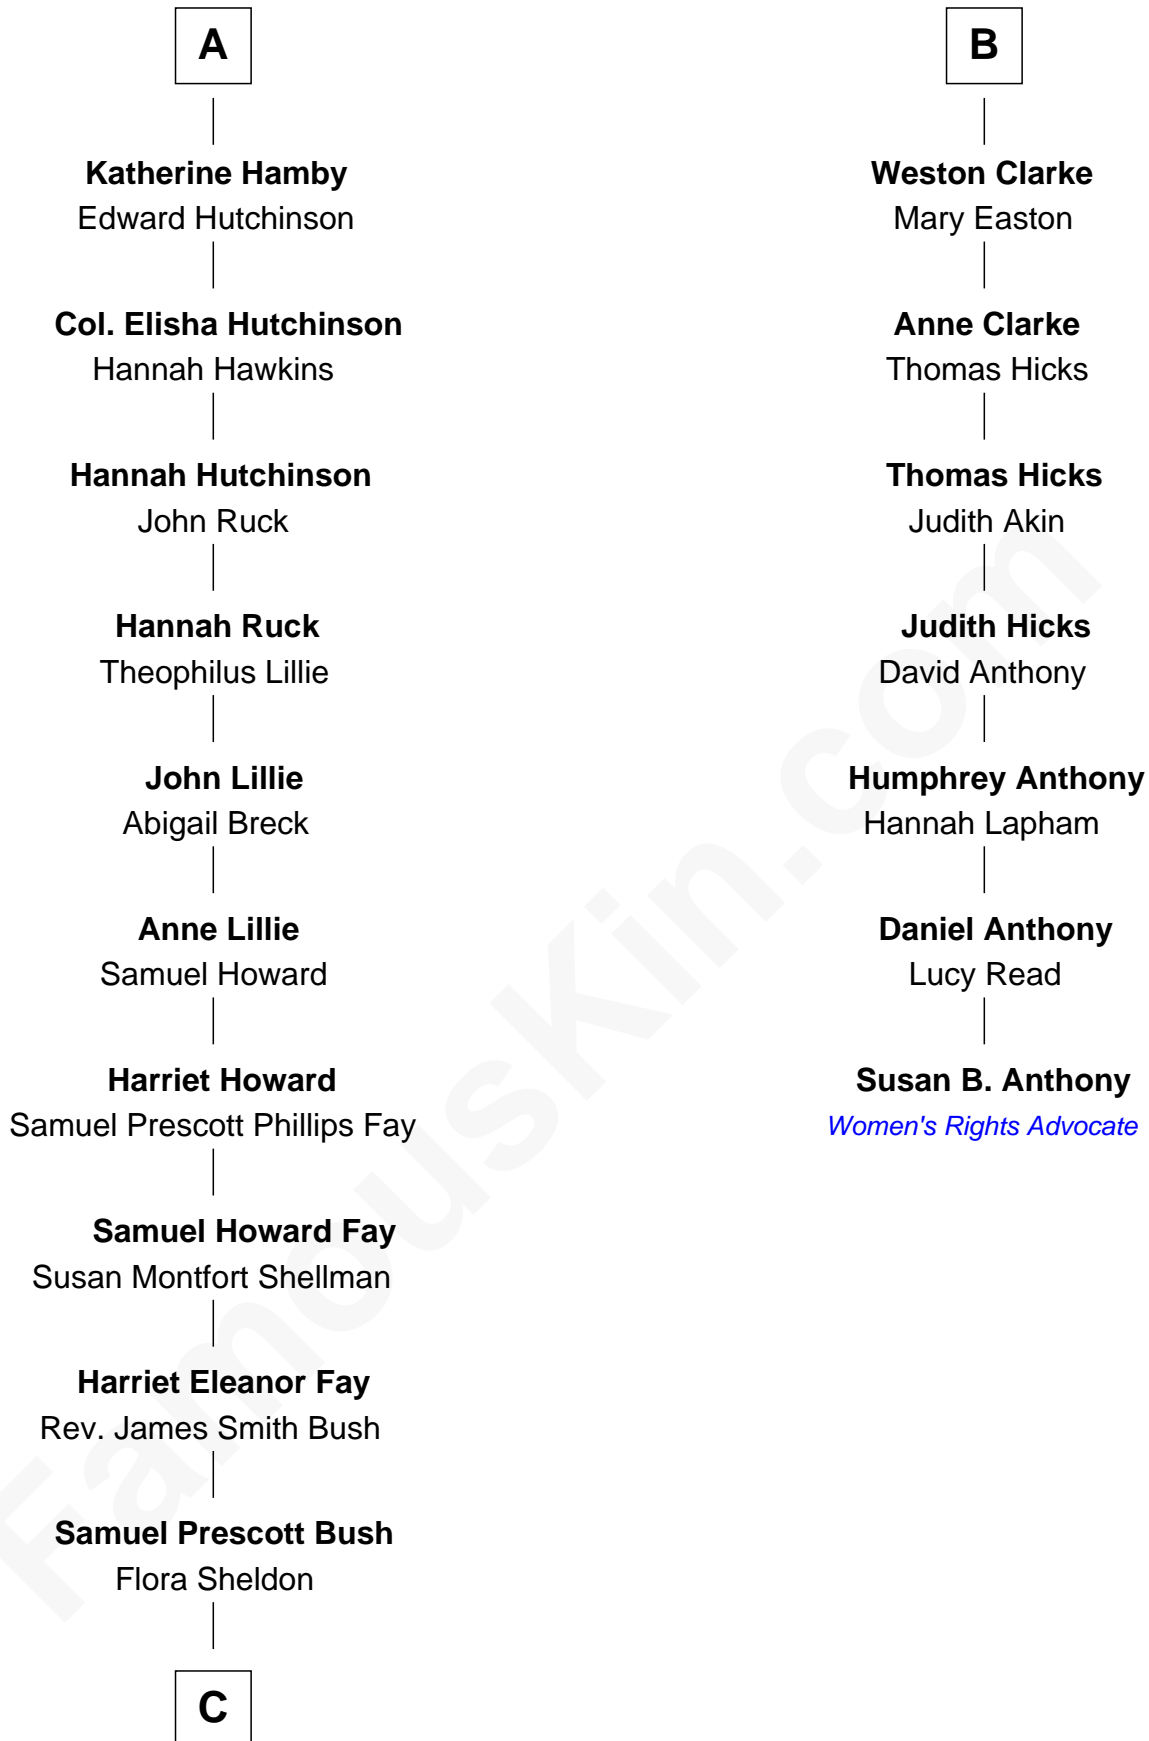 A
Katherine Hamby
Edward Hutchinson
Col. Elisha Hutchinson
Hannah Hawkins
Hannah Hutchinson
John Ruck
Hannah Ruck
Theophilus Lillie
John Lillie
Abigail Breck
Anne Lillie
Samuel Howard
Harriet Howard
Samuel Prescott Phillips Fay
Samuel Howard Fay
Susan Montfort Shellman
Harriet Eleanor Fay
Rev. James Smith Bush
Samuel Prescott Bush
Flora Sheldon
C
B
Weston Clarke
Mary Easton
Anne Clarke
Thomas Hicks
Thomas Hicks
Judith Akin
Judith Hicks
David Anthony
Humphrey Anthony
Hannah Lapham
Daniel Anthony
Lucy Read
Susan B. Anthony
Women's Rights Advocate
FamousKin.com